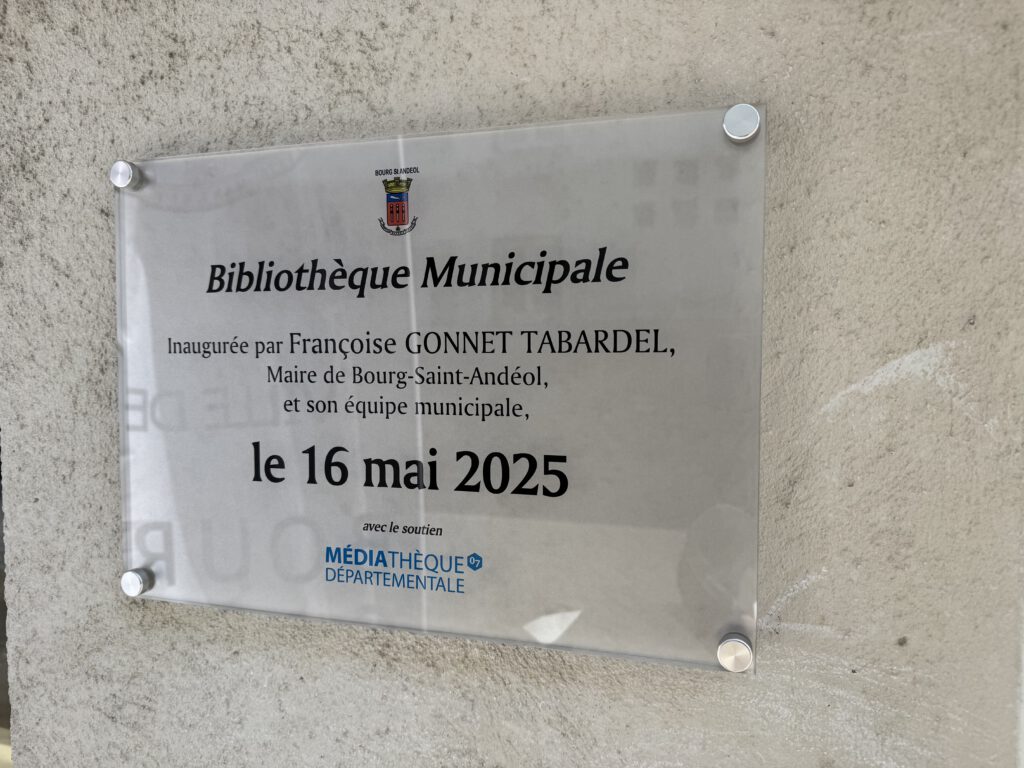 BOURG St ANDEOL
Bibliothèque Municipale
Inaugurée par Françoise GONNET TABARDEL,
Maire de Bourg-Saint-Andéol,
et son équipe municipale,
le 16 mai 2025
avec le soutien
MÉDIATHÈQUE 07
DÉPARTEMENTALE